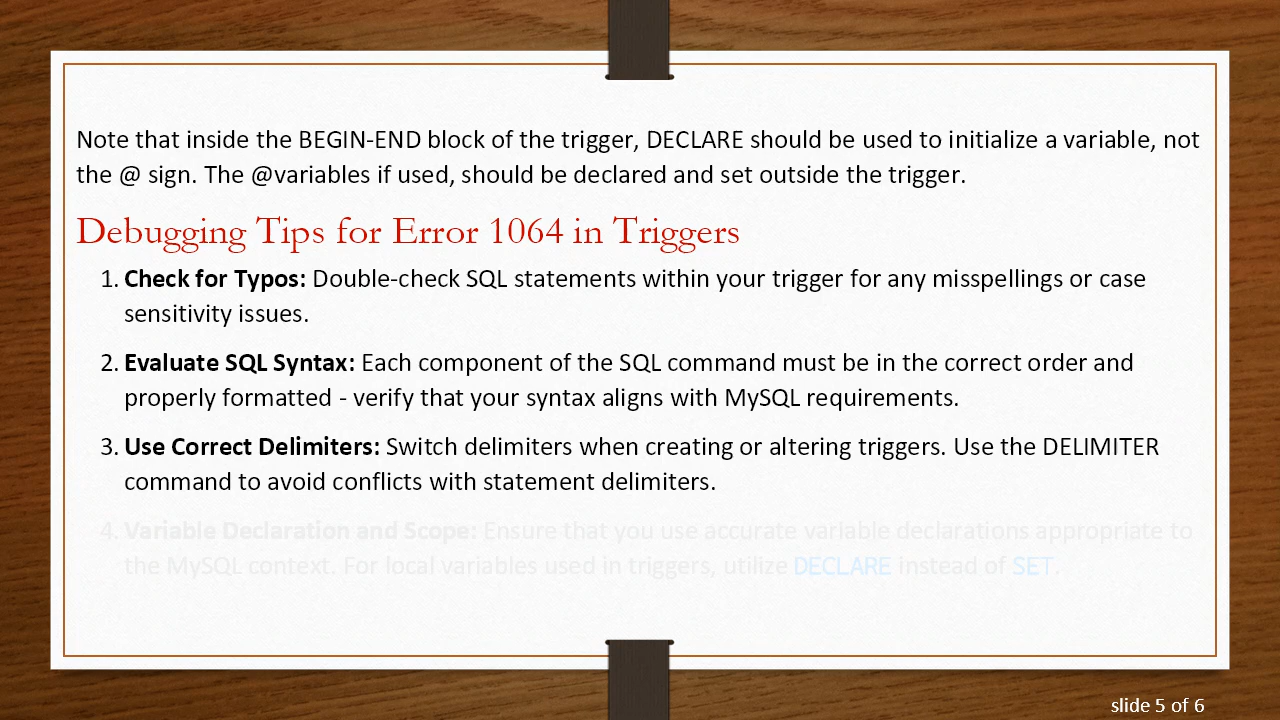 Note that inside the BEGIN-END block of the trigger, DECLARE should be used to initialize a variable, not
the @ sign. The @variables if used, should be declared and set outside the trigger.
Debugging Tips for Error 1064 in Triggers
1. Check for Typos: Double-check SQL statements within your trigger for any misspellings or case
sensitivity issues.
2. Evaluate SQL Syntax: Each component of the SQL command must be in the correct order and
properly formatted - verify that your syntax aligns with MySQL requirements.
3. Use Correct Delimiters: Switch delimiters when creating or altering triggers. Use the DELIMITER
command to avoid conflicts with statement delimiters.
4. Variable Declaration and Scope: Ensure that you use accurate variable declarations appropriate to
the MySQL context. For local variables used in triggers, utilize DECLARE instead of SET.
slide 5 of 6